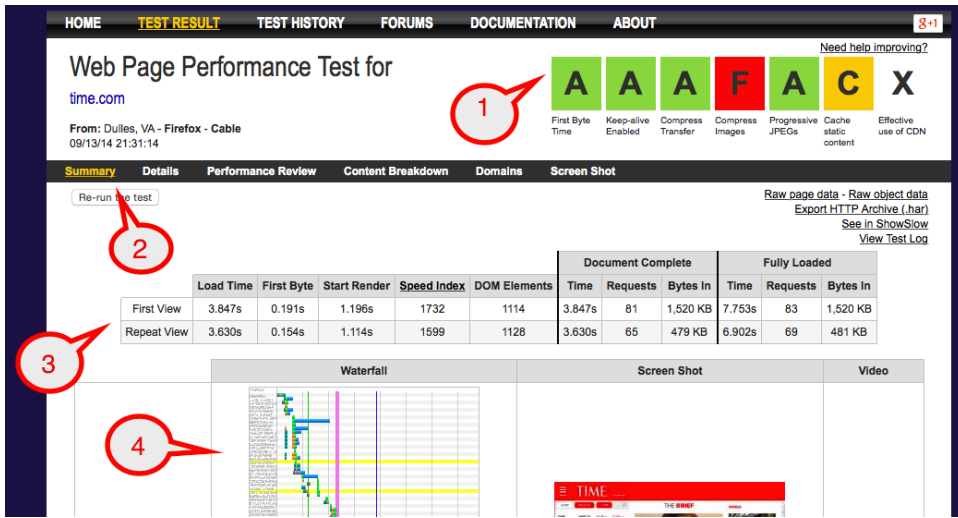 HOME TEST RESULT TEST HISTORY FORUMS DOCUMENTATION ABOUT g+1
Need help improving?
Web Page Performance Test for
time.com
From: Dulles, VA - Firefox - Cable
09/13/14 21:31:14
1
A A A F A C X
First Byte Time
Keep-alive Enabled
Compress Transfer
Compress Images
Progressive JPEGs
Cache static content
Effective use of CDN
Summary Details Performance Review Content Breakdown Domains Screen Shot
Re-run the test
2
Raw page data - Raw object data
Export HTTP Archive (.har)
See in ShowSlow
View Test Log
Document Complete Fully Loaded
Load Time First Byte Start Render Speed Index DOM Elements Time Requests Bytes In Time Requests Bytes In
First View 3.847s 0.191s 1.196s 1732 1114 3.847s 81 1,520 KB 7.753s 83 1,520 KB
Repeat View 3.630s 0.154s 1.114s 1599 1128 3.630s 65 479 KB 6.902s 69 481 KB
3
Waterfall Screen Shot Video
4
TIME
THE BRIEF